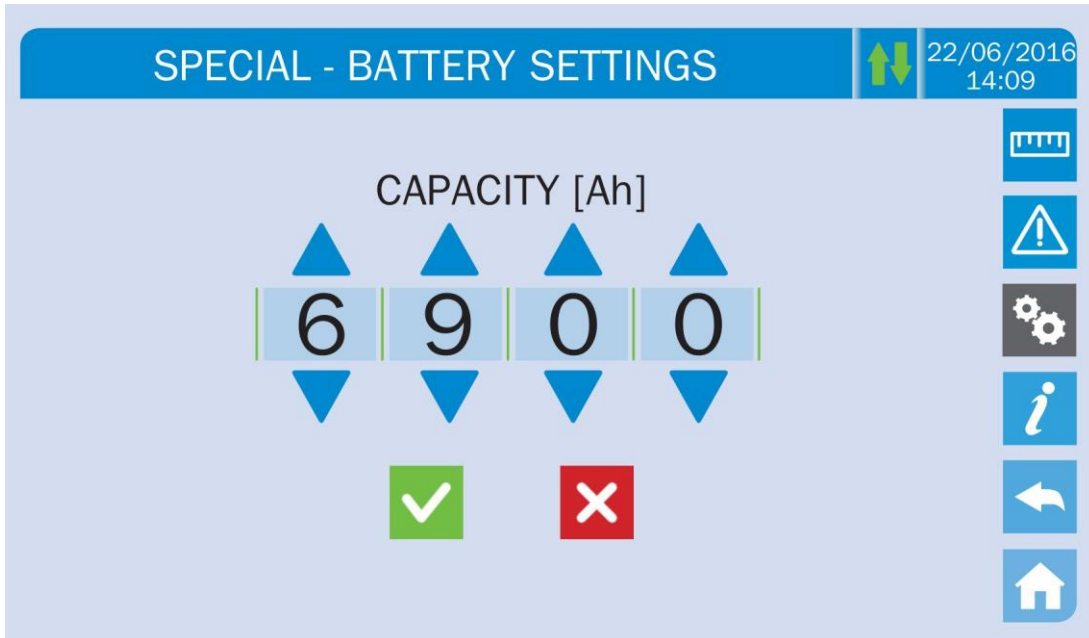 SPECIAL - BATTERY SETTINGS
22/06/2016
14:09
CAPACITY [Ah]
6 9 0 0
i